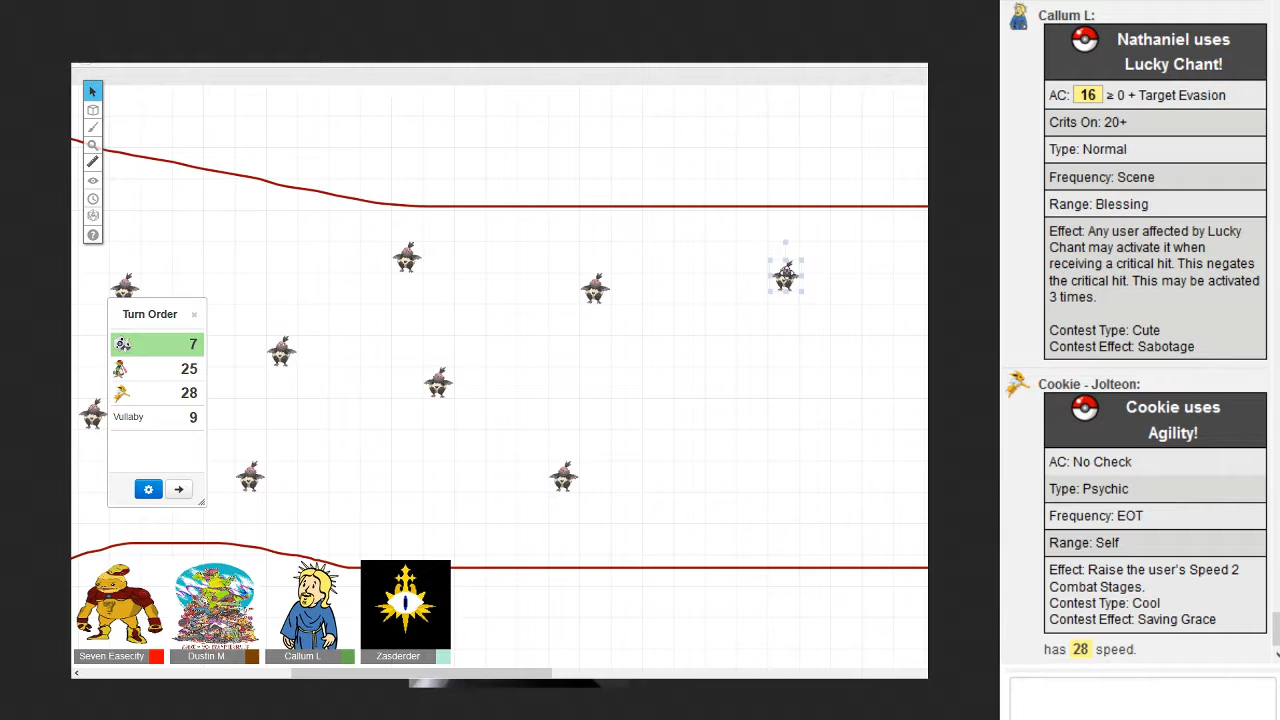 Turn Order
7
25
28
Vullaby 9
Seven Easecity
Dustin M
Callum L
Zasderder
Callum L:
Nathaniel uses
Lucky Chant!
AC: 16 ≥ 0 + Target Evasion
Crits On: 20+
Type: Normal
Frequency: Scene
Range: Blessing
Effect: Any user affected by Lucky
Chant may activate it when
receiving a critical hit. This negates
the critical hit. This may be activated
3 times.
Contest Type: Cute
Contest Effect: Sabotage
Cookie - Jolteon:
Cookie uses
Agility!
AC: No Check
Type: Psychic
Frequency: EOT
Range: Self
Effect: Raise the user's Speed 2
Combat Stages.
Contest Type: Cool
Contest Effect: Saving Grace
has 28 speed.